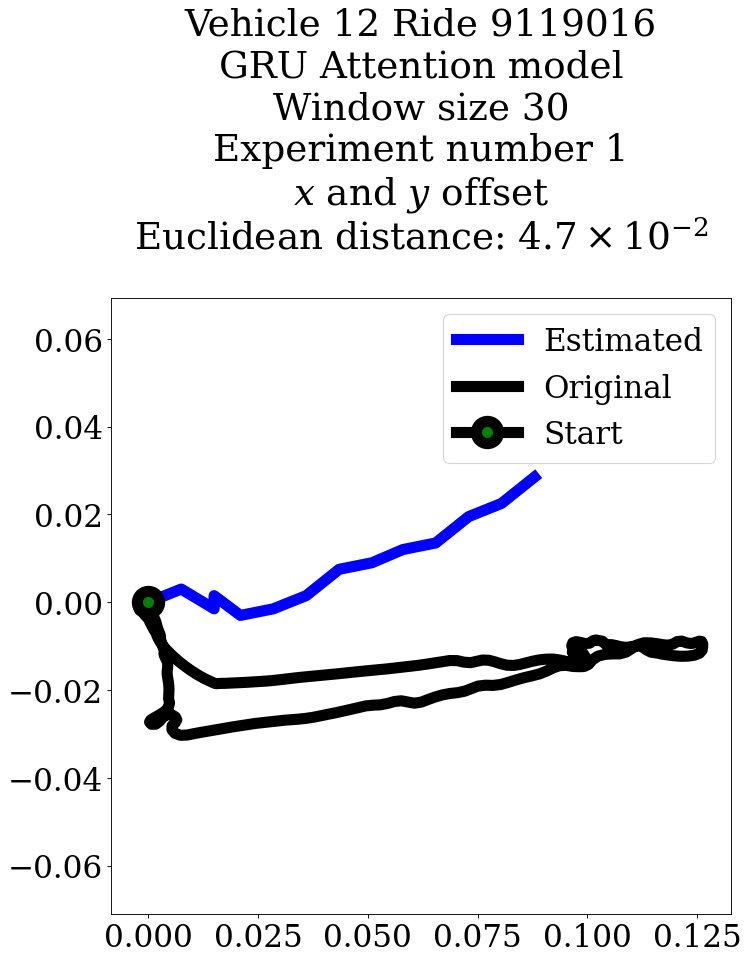 Vehicle 12 Ride 9119016
GRU Attention model
Window size 30
Experiment number 1
x and y offset
Euclidean distance: 4.7 × 10⁻²
Estimated
Original
Start
0.06
0.04
0.02
0.00
−0.02
−0.04
−0.06
0.000 0.025 0.050 0.075 0.100 0.125